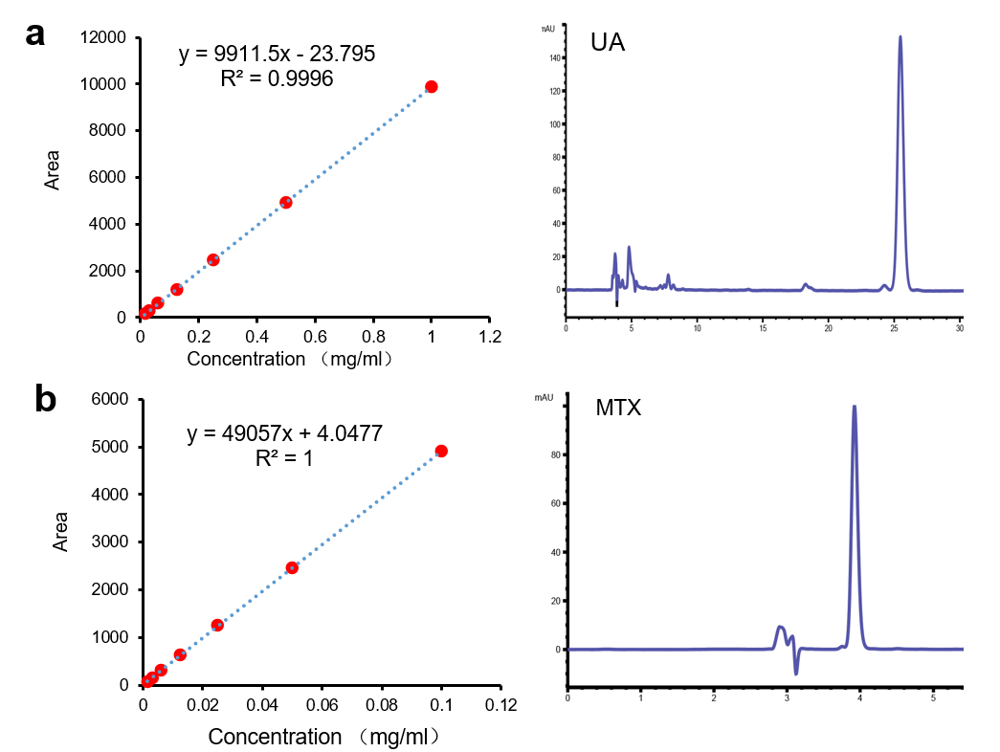 a
y = 9911.5x - 23.795
R² = 0.9996
12000
10000
8000
6000
4000
2000
0
Area
0 0.2 0.4 0.6 0.8 1 1.2
Concentration （mg/ml）
mAU
UA
140
120
100
80
60
40
20
0
0 5 10 15 20 25 30
b
y = 49057x + 4.0477
R² = 1
6000
5000
4000
3000
2000
1000
0
Area
0 0.02 0.04 0.06 0.08 0.1 0.12
Concentration （mg/ml）
mAU
MTX
80
60
40
20
0
0 1 2 3 4 5